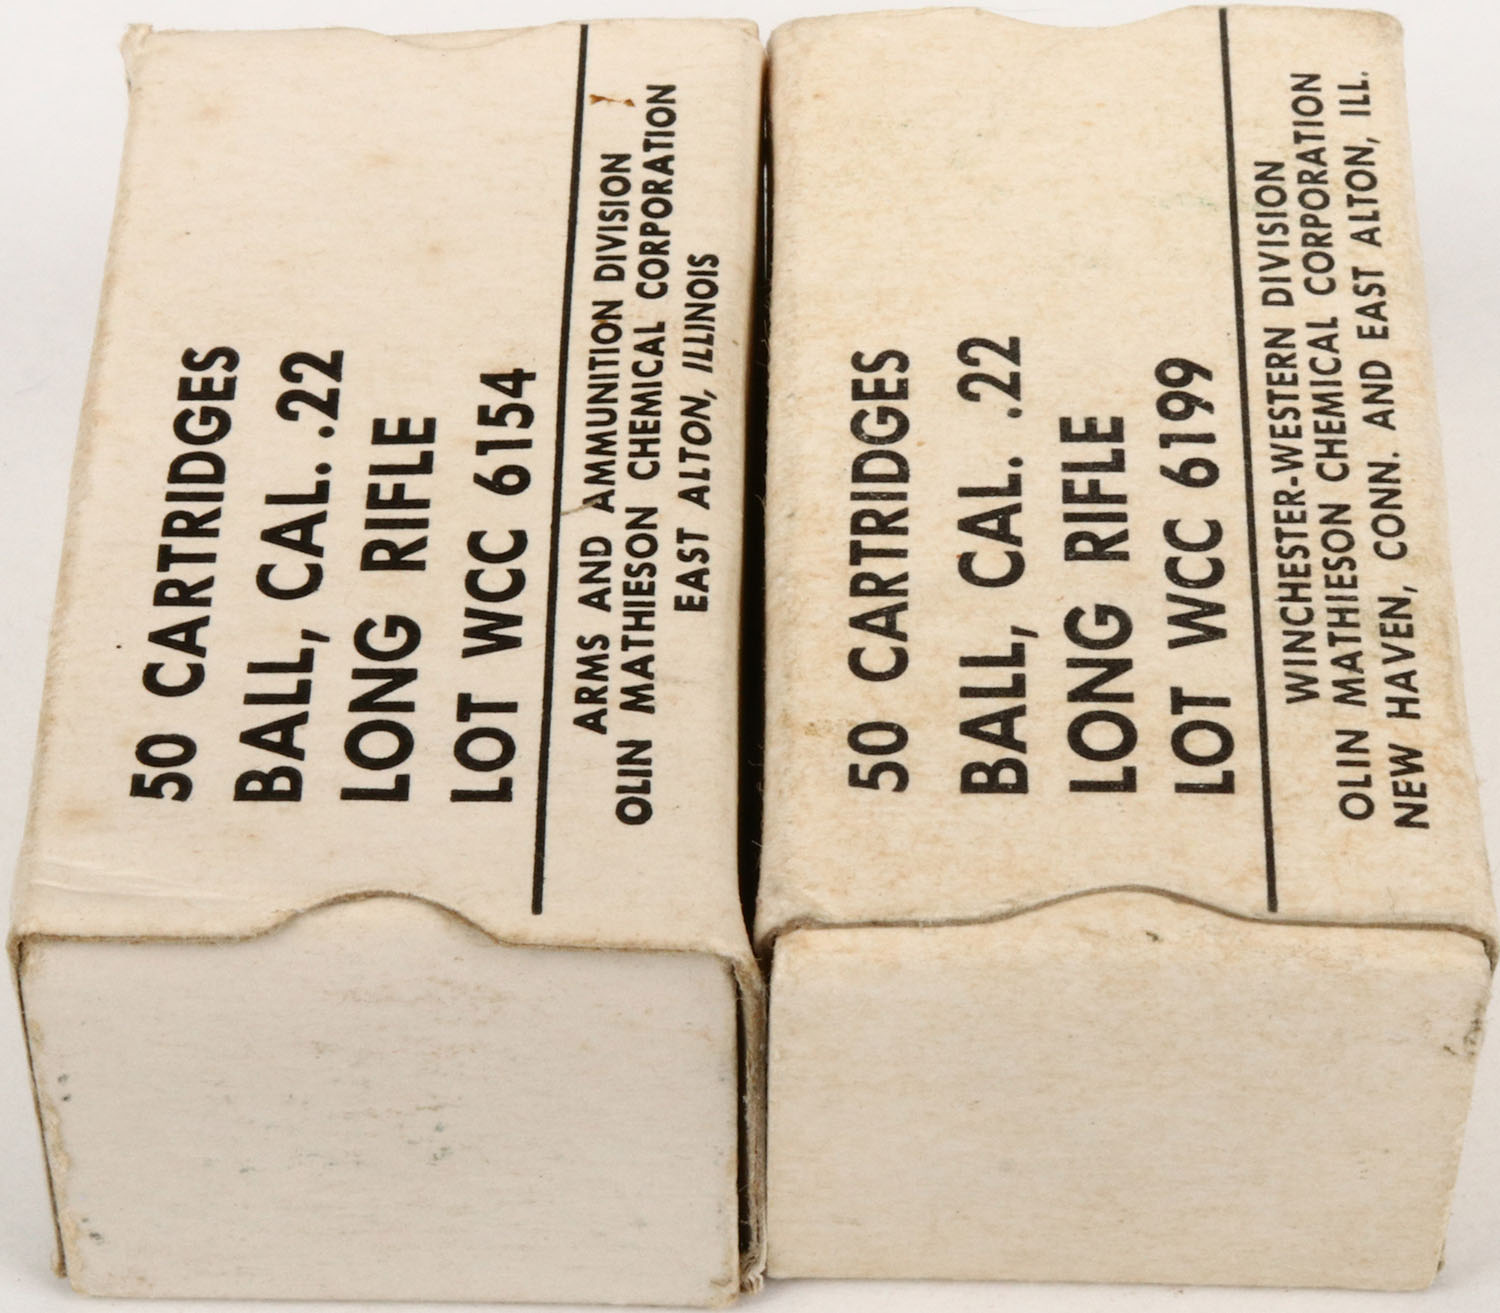 50 CARTRIDGES
BALL, CAL. .22
LONG RIFLE
LOT WCC 6154
ARMS AND AMMUNITION DIVISION
OLIN MATHIESON CHEMICAL CORPORATION
EAST ALTON, ILLINOIS
50 CARTRIDGES
BALL, CAL. .22
LONG RIFLE
LOT WCC 6199
WINCHESTER-WESTERN DIVISION
OLIN MATHIESON CHEMICAL CORPORATION
NEW HAVEN, CONN. AND EAST ALTON, ILL.